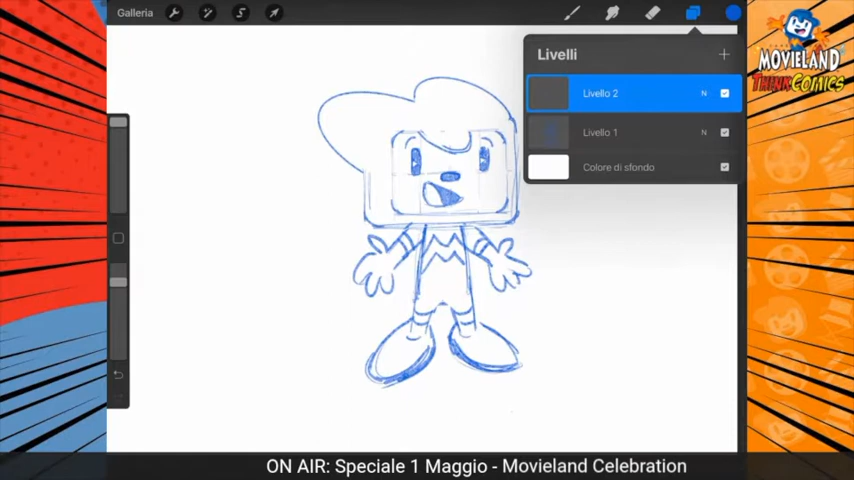 Galleria
MOVIELAND
THINKCOMICS
Livelli
Livello 2
N
Livello 1
N
Colore di sfondo
ON AIR: Speciale 1 Maggio - Movieland Celebration